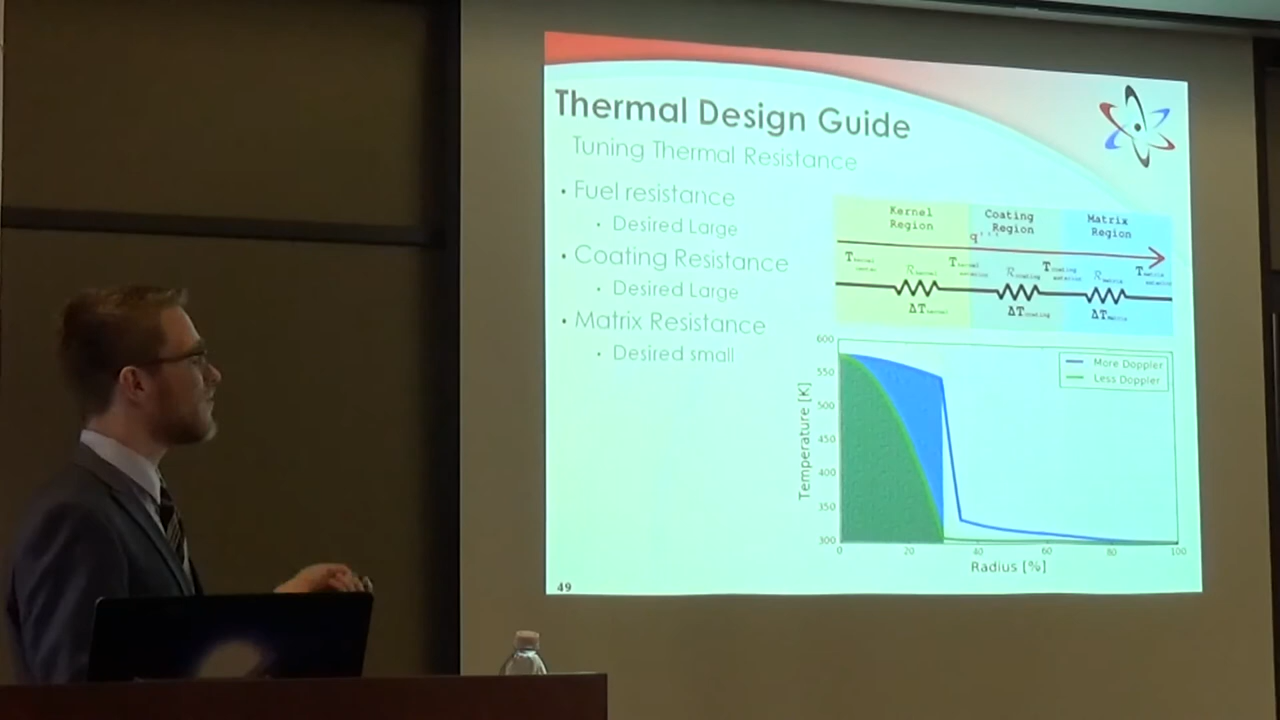 Thermal Design Guide
Tuning Thermal Resistance
• Fuel resistance
• Desired Large
• Coating Resistance
• Desired Large
• Matrix Resistance
• Desired small
49
Kernel
Region
Coating
Region
Matrix
Region
q'''
T T T T
R R R
ΔT ΔT ΔT
600
550
500
450
400
350
300
Temperature [K]
More Doppler
Less Doppler
0 20 40 60 80 100
Radius [%]